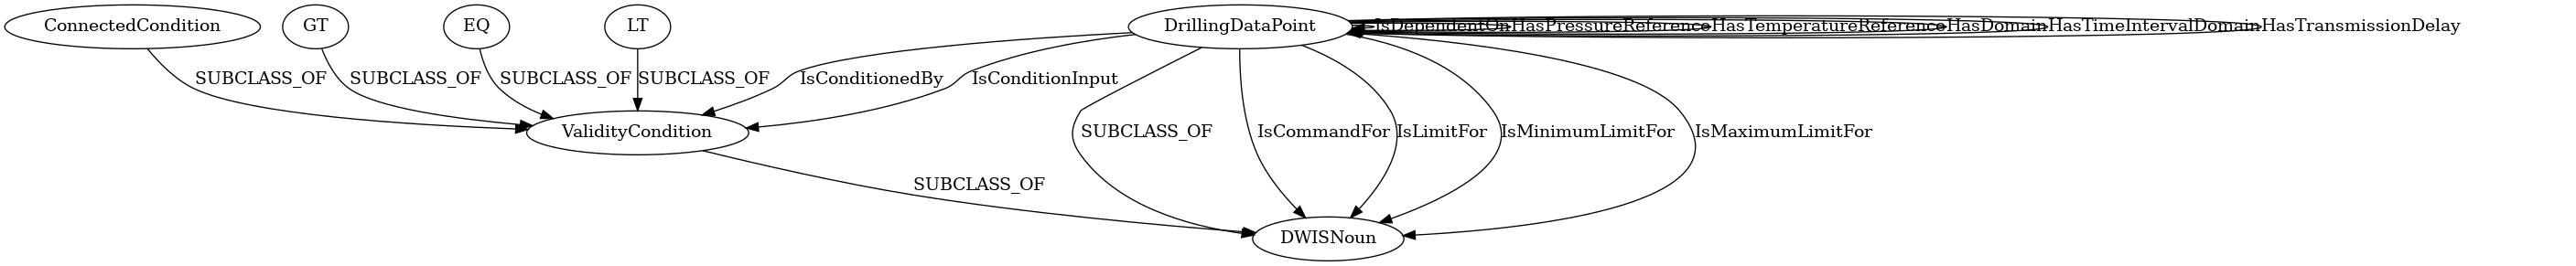 ConnectedCondition
GT
EQ
LT
DrillingDataPoint
IsDependentOn
HasPressureReference
HasTemperatureReference
HasDomain
HasTimeIntervalDomain
HasTransmissionDelay
SUBCLASS_OF
SUBCLASS_OF
SUBCLASS_OF
SUBCLASS_OF
IsConditionedBy
IsConditionInput
ValidityCondition
SUBCLASS_OF
IsCommandFor
IsLimitFor
IsMinimumLimitFor
IsMaximumLimitFor
SUBCLASS_OF
DWISNoun